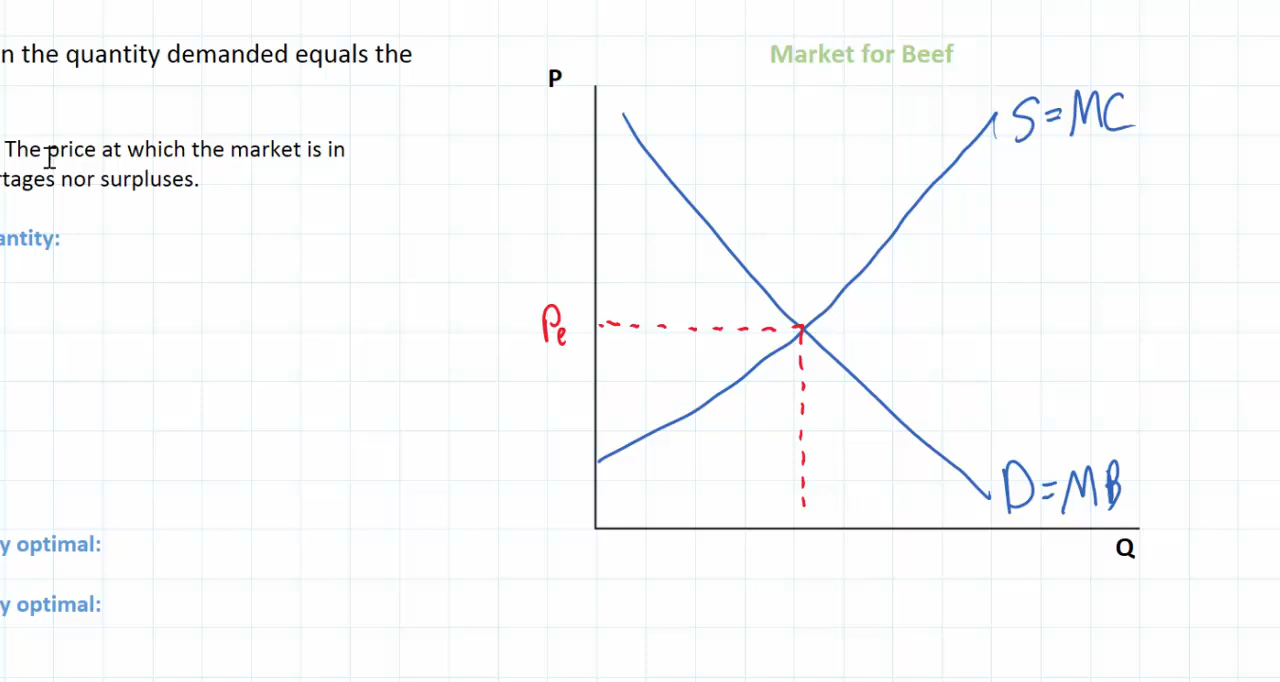 n the quantity demanded equals the
The price at which the market is in
rtages nor surpluses.
antity:
y optimal:
y optimal:
Market for Beef
P
S=MC
Pe
D=MB
Q